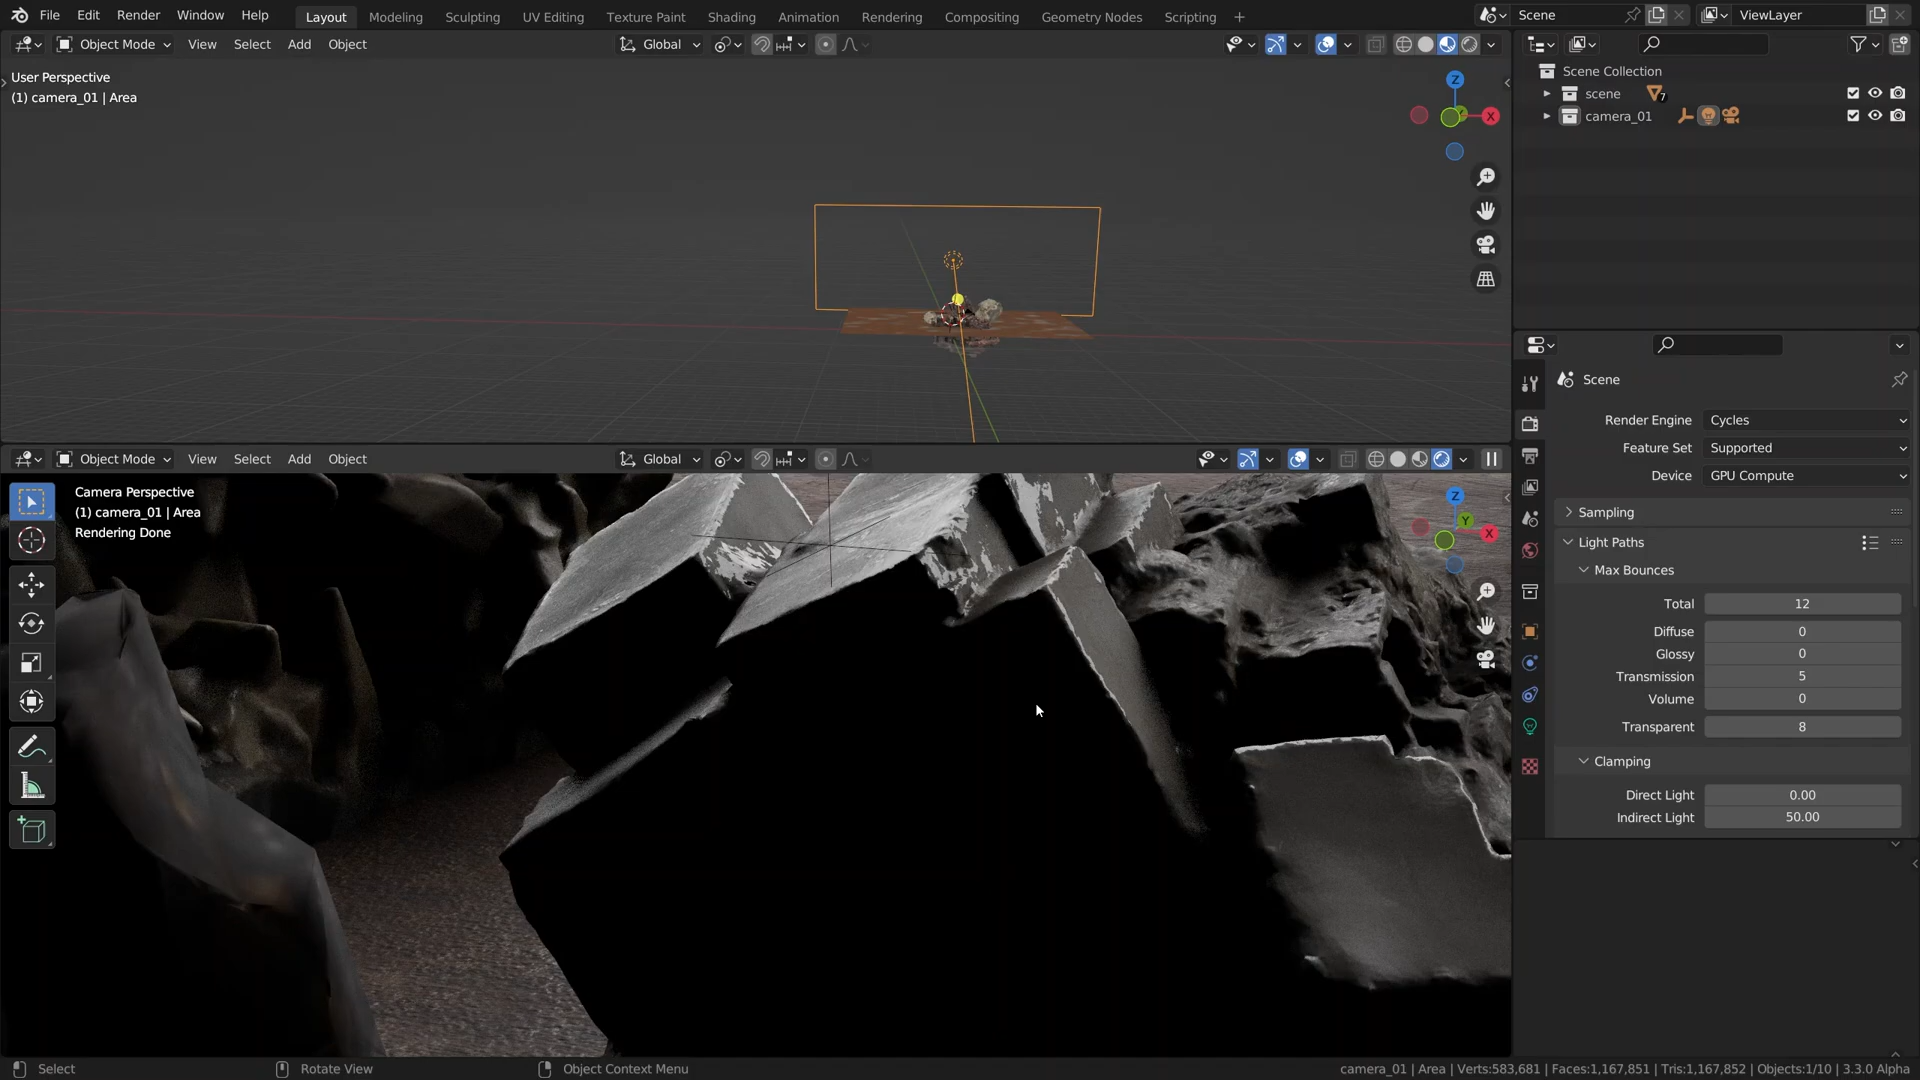 File Edit Render Window Help Layout Modeling Sculpting UV Editing Texture Paint Shading Animation Rendering Compositing Geometry Nodes Scripting + Scene ViewLayer
Object Mode View Select Add Object Global
User Perspective
(1) camera_01 | Area
Z
X
Scene Collection
scene 7
camera_01
Scene
Render Engine Cycles
Feature Set Supported
Device GPU Compute
Sampling
Light Paths
Max Bounces
Total 12
Diffuse 0
Glossy 0
Transmission 5
Volume 0
Transparent 8
Clamping
Direct Light 0.00
Indirect Light 50.00
Object Mode View Select Add Object Global
Camera Perspective
(1) camera_01 | Area
Rendering Done
Z
Y
X
Select Rotate View Object Context Menu camera_01 | Area | Verts:583,681 | Faces:1,167,851 | Tris:1,167,852 | Objects:1/10 | 3.3.0 Alpha